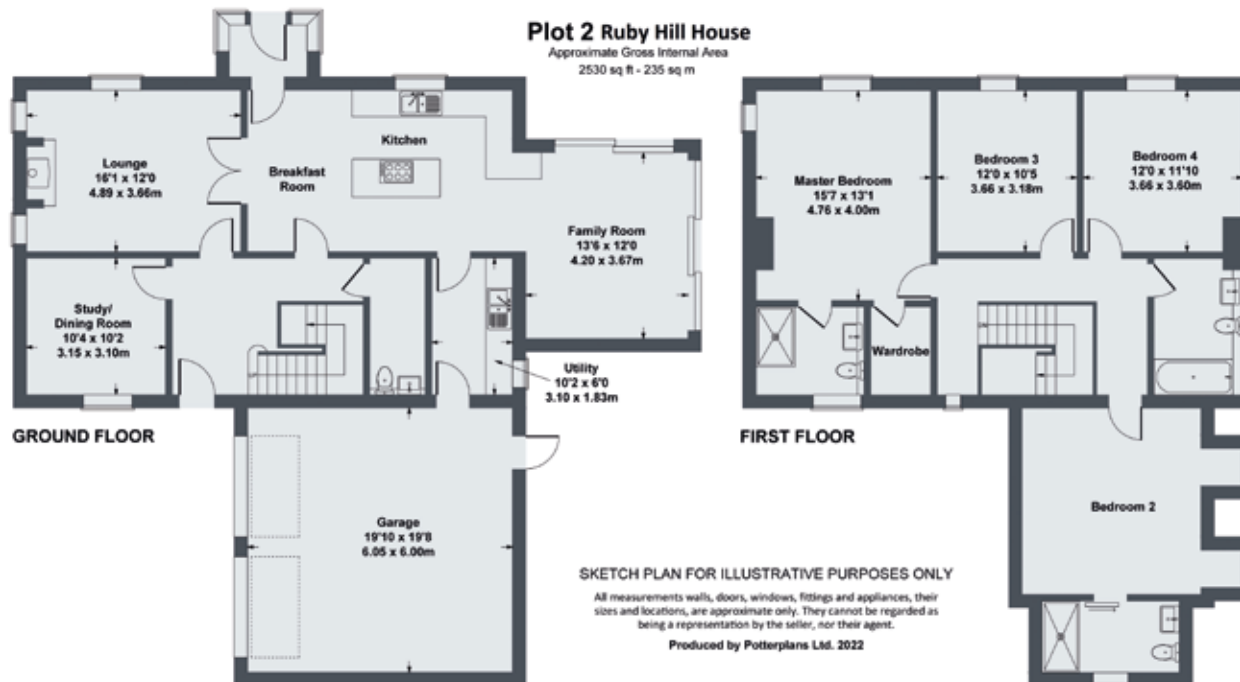 Plot 2 Ruby Hill House
Approximate Gross Internal Area
2530 sq ft - 235 sq m
Lounge
16'1 x 12'0
4.89 x 3.66m
Kitchen
Breakfast
Room
Family Room
13'6 x 12'0
4.20 x 3.67m
Study/
Dining Room
10'4 x 10'2
3.15 x 3.10m
Utility
10'2 x 6'0
3.10 x 1.83m
GROUND FLOOR
Garage
19'10 x 19'8
6.05 x 6.00m
Master Bedroom
15'7 x 13'1
4.76 x 4.00m
Bedroom 3
12'0 x 10'5
3.66 x 3.18m
Bedroom 4
12'0 x 11'10
3.66 x 3.60m
Wardrobe
FIRST FLOOR
Bedroom 2
SKETCH PLAN FOR ILLUSTRATIVE PURPOSES ONLY
All measurements walls, doors, windows, fittings and appliances, their
sizes and locations, are approximate only. They cannot be regarded as
being a representation by the seller, nor their agent.
Produced by Potterplans Ltd. 2022